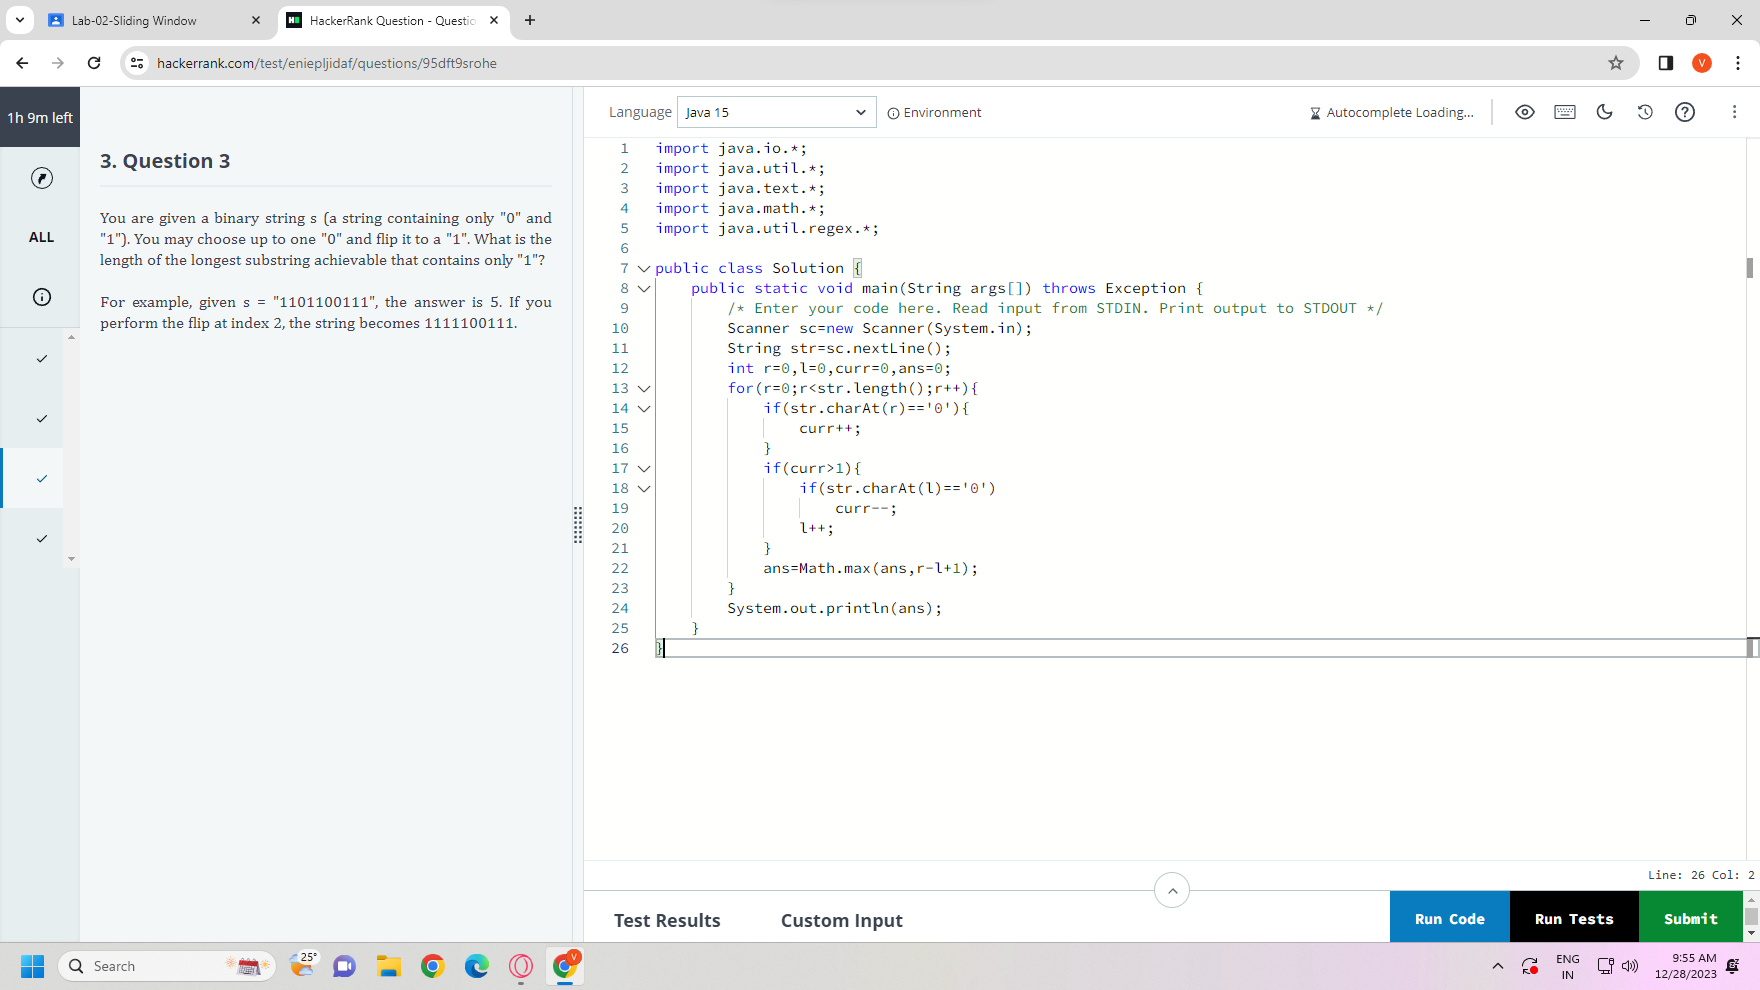 Lab-02-Sliding Window
HackerRank Question - Questio
hackerrank.com/test/eniepljidaf/questions/95dft9srohe
V
1h 9m left
ALL
3. Question 3
You are given a binary string s (a string containing only "0" and
"1"). You may choose up to one "0" and flip it to a "1". What is the
length of the longest substring achievable that contains only "1"?
For example, given s = "1101100111", the answer is 5. If you
perform the flip at index 2, the string becomes 1111100111.
Language Java 15 Environment
Autocomplete Loading...
1 import java.io.*;
2 import java.util.*;
3 import java.text.*;
4 import java.math.*;
5 import java.util.regex.*;
6
7 public class Solution {
8 public static void main(String args[]) throws Exception {
9 /* Enter your code here. Read input from STDIN. Print output to STDOUT */
10 Scanner sc=new Scanner(System.in);
11 String str=sc.nextLine();
12 int r=0,l=0,curr=0,ans=0;
13 for(r=0;r<str.length();r++){
14 if(str.charAt(r)=='0'){
15 curr++;
16 }
17 if(curr>1){
18 if(str.charAt(l)=='0')
19 curr--;
20 l++;
21 }
22 ans=Math.max(ans,r-l+1);
23 }
24 System.out.println(ans);
25 }
26 }
Line: 26 Col: 2
Test Results
Custom Input
Run Code
Run Tests
Submit
Search
25°
V
ENG
IN
9:55 AM
12/28/2023